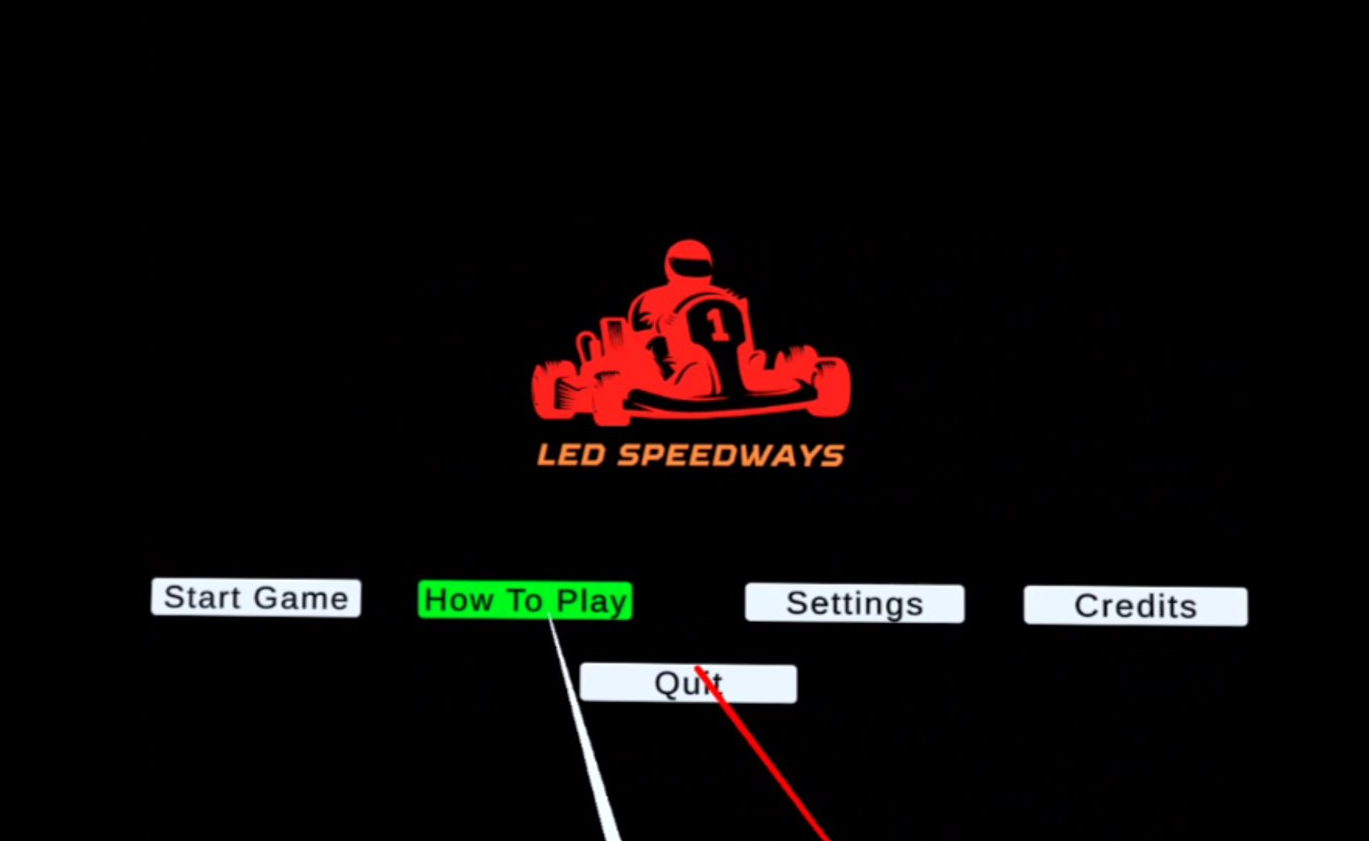 1
LED SPEEDWAYS
Start Game
How To Play
Settings
Credits
Quit